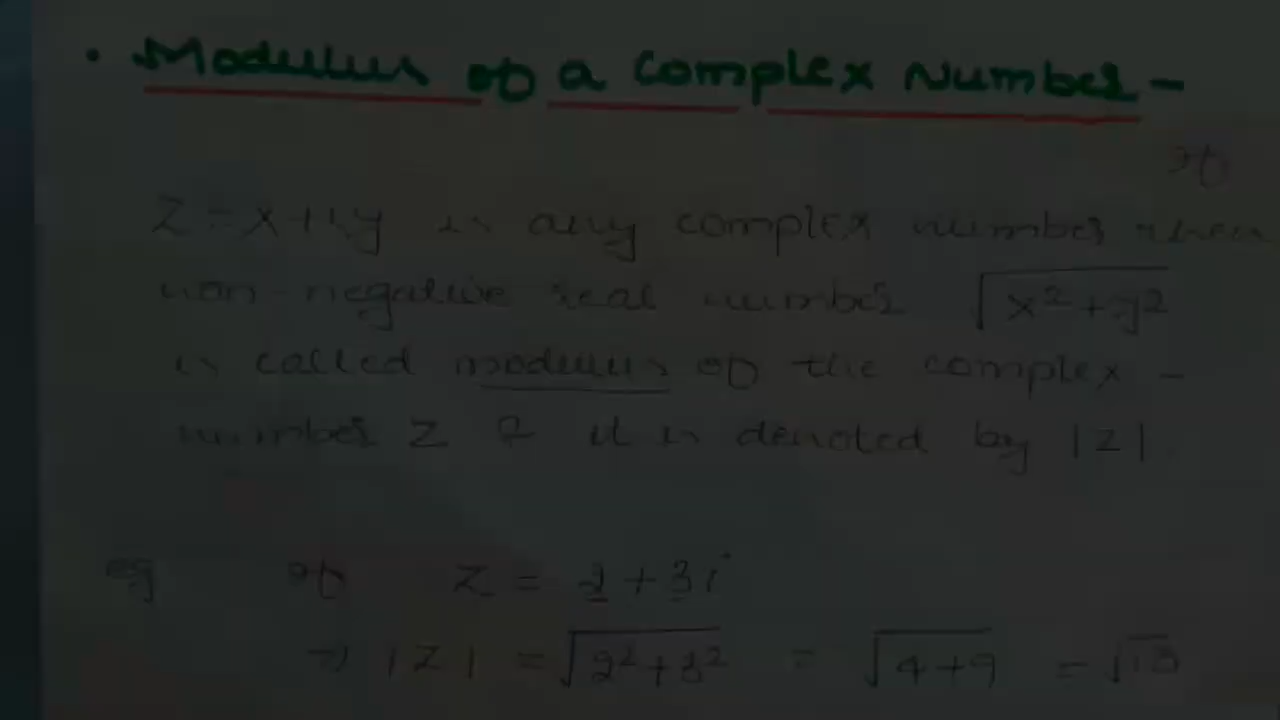 • Modulus of a Complex Number –
If
Z = x + iy is any complex number then
non negative real number √x² + y²
is called modulus of the complex –
number Z & it is denoted by |Z|.
eg If Z = 2 + 3i
⇒ |Z| = √2² + 3² = √4 + 9 = √13